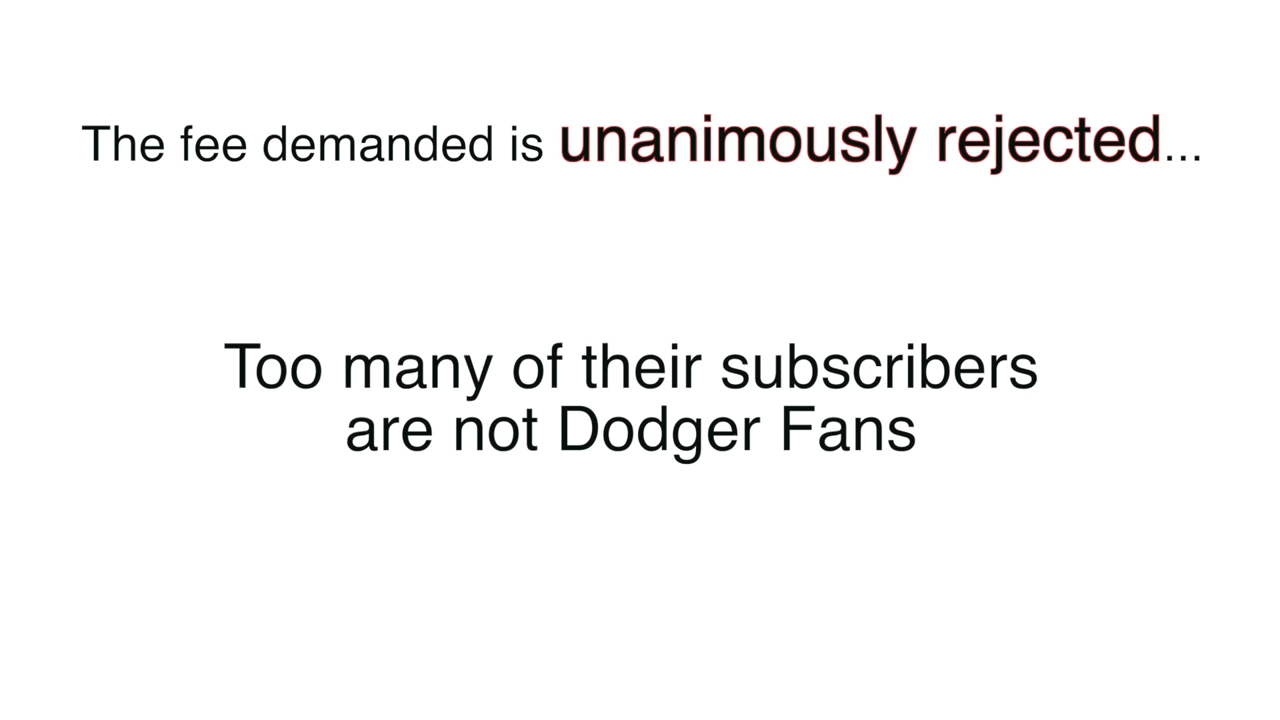 The fee demanded is unanimously rejected...
Too many of their subscribers
are not Dodger Fans